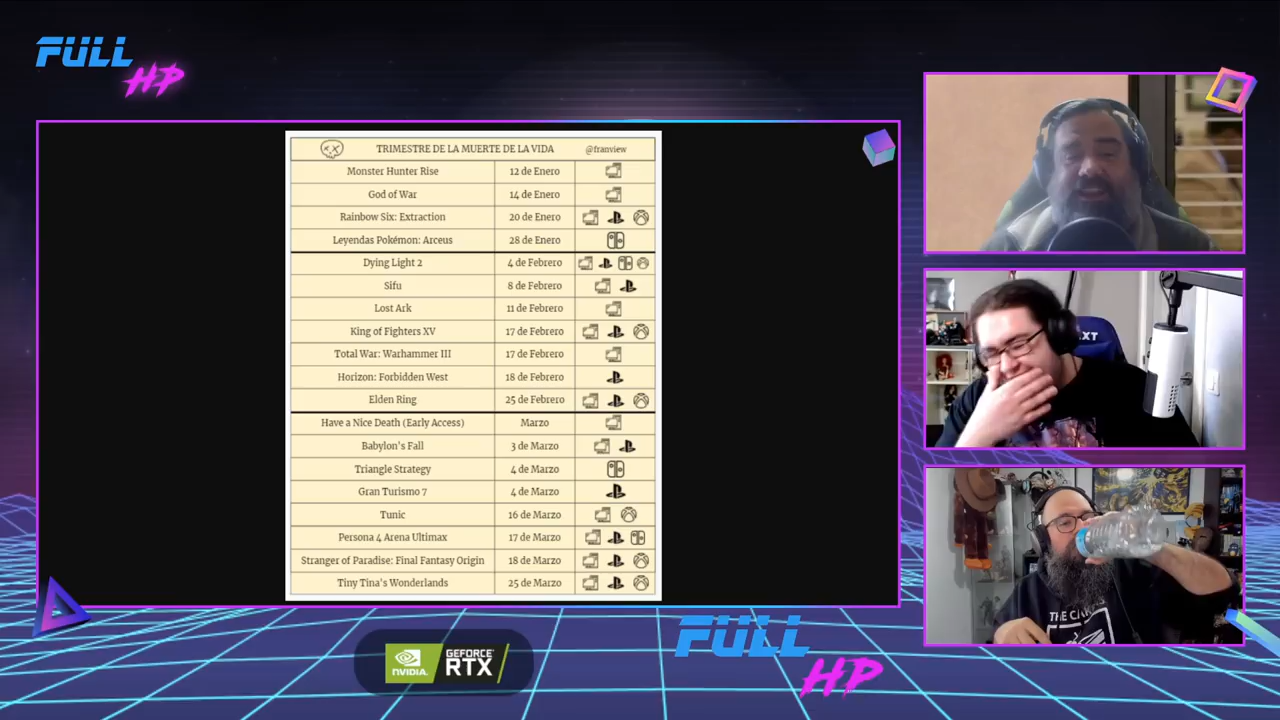 FULL
HP
TRIMESTRE DE LA MUERTE DE LA VIDA @franview
Monster Hunter Rise 12 de Enero
God of War 14 de Enero
Rainbow Six: Extraction 20 de Enero
Leyendas Pokémon: Arceus 28 de Enero
Dying Light 2 4 de Febrero
Sifu 8 de Febrero
Lost Ark 11 de Febrero
King of Fighters XV 17 de Febrero
Total War: Warhammer III 17 de Febrero
Horizon: Forbidden West 18 de Febrero
Elden Ring 25 de Febrero
Have a Nice Death (Early Access) Marzo
Babylon's Fall 3 de Marzo
Triangle Strategy 4 de Marzo
Gran Turismo 7 4 de Marzo
Tunic 16 de Marzo
Persona 4 Arena Ultimax 17 de Marzo
Stranger of Paradise: Final Fantasy Origin 18 de Marzo
Tiny Tina's Wonderlands 25 de Marzo
THE
NVIDIA. GEFORCE
RTX
FULL
HP